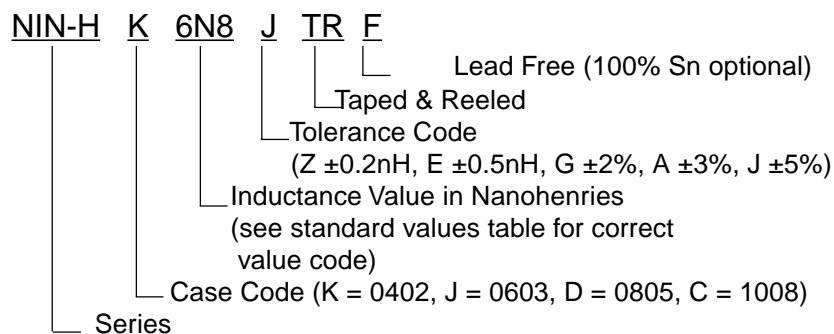 NIN-H K 6N8 J TR F
Lead Free (100% Sn optional)
Taped & Reeled
Tolerance Code
(Z ±0.2nH, E ±0.5nH, G ±2%, A ±3%, J ±5%)
Inductance Value in Nanohenries
(see standard values table for correct
value code)
Case Code (K = 0402, J = 0603, D = 0805, C = 1008)
Series